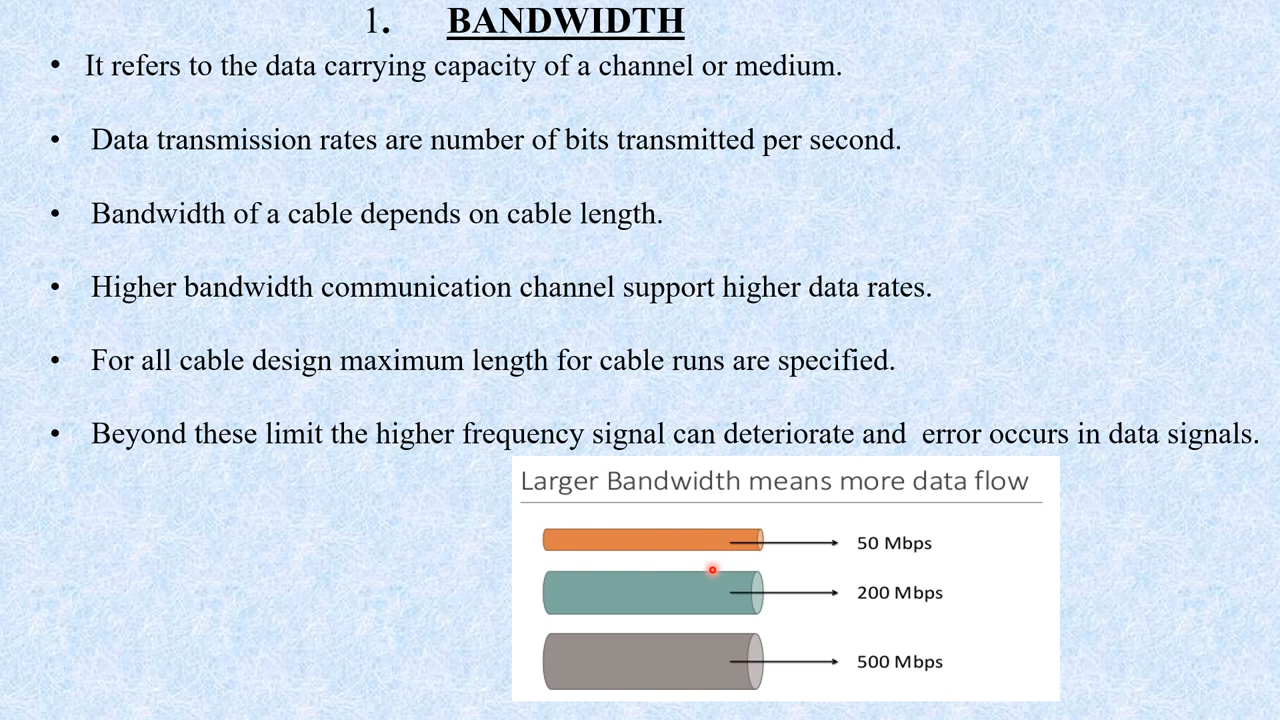 1. BANDWIDTH
• It refers to the data carrying capacity of a channel or medium.
• Data transmission rates are number of bits transmitted per second.
• Bandwidth of a cable depends on cable length.
• Higher bandwidth communication channel support higher data rates.
• For all cable design maximum length for cable runs are specified.
• Beyond these limit the higher frequency signal can deteriorate and error occurs in data signals.
Larger Bandwidth means more data flow
50 Mbps
200 Mbps
500 Mbps